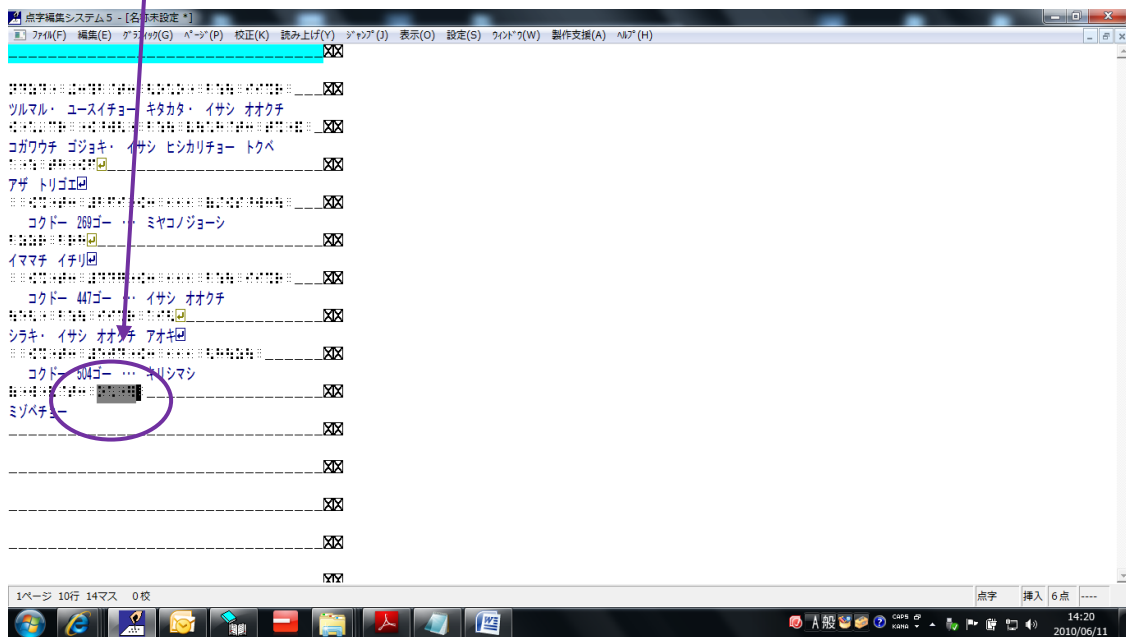 点字編集システム5 - [名称未設定 *]
ファイル(F) 編集(E) グラフィック(G) ページ(P) 校正(K) 読み上げ(Y) ジャンプ(J) 表示(O) 設定(S) ウィンドウ(W) 製作支援(A) ヘルプ(H)
ツルマル・ ユースイチョー キタカタ・ イサシ オオクチ
コガワウチ ゴジョキ・ イサシ ヒシカリチョー トクベ
アザ トリゴエ
コクドー 269ゴー ・・・ ミヤコノジョーシ
イママチ イチリ
コクドー 447ゴー ・・・ イサシ オオクチ
シラキ・ イサシ オオクチ アオキ
コクドー 504ゴー ・・・ キリシマシ
ミゾベチョー
1ページ 10行 14マス 0校
点字 挿入 6点 ----
A 般 CAPS KANA 14:20
2010/06/11